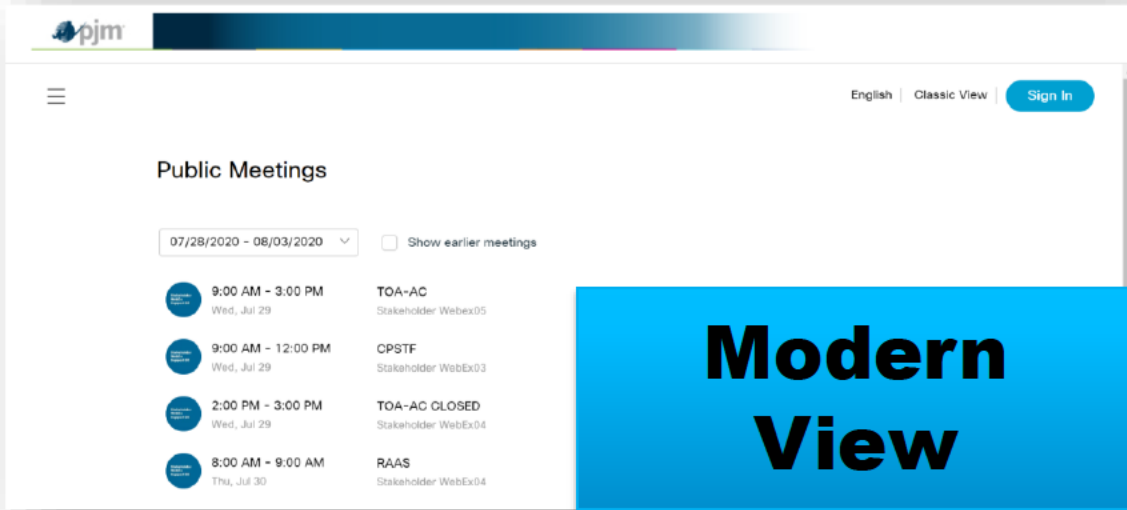 pjm
English | Classic View | Sign In
Public Meetings
07/28/2020 - 08/03/2020 Show earlier meetings
9:00 AM - 3:00 PM TOA-AC
Wed, Jul 29 Stakeholder Webex05
9:00 AM - 12:00 PM CPSTF
Wed, Jul 29 Stakeholder WebEx03
2:00 PM - 3:00 PM TOA-AC CLOSED
Wed, Jul 29 Stakeholder WebEx04
8:00 AM - 9:00 AM RAAS
Thu, Jul 30 Stakeholder WebEx04
Modern
View